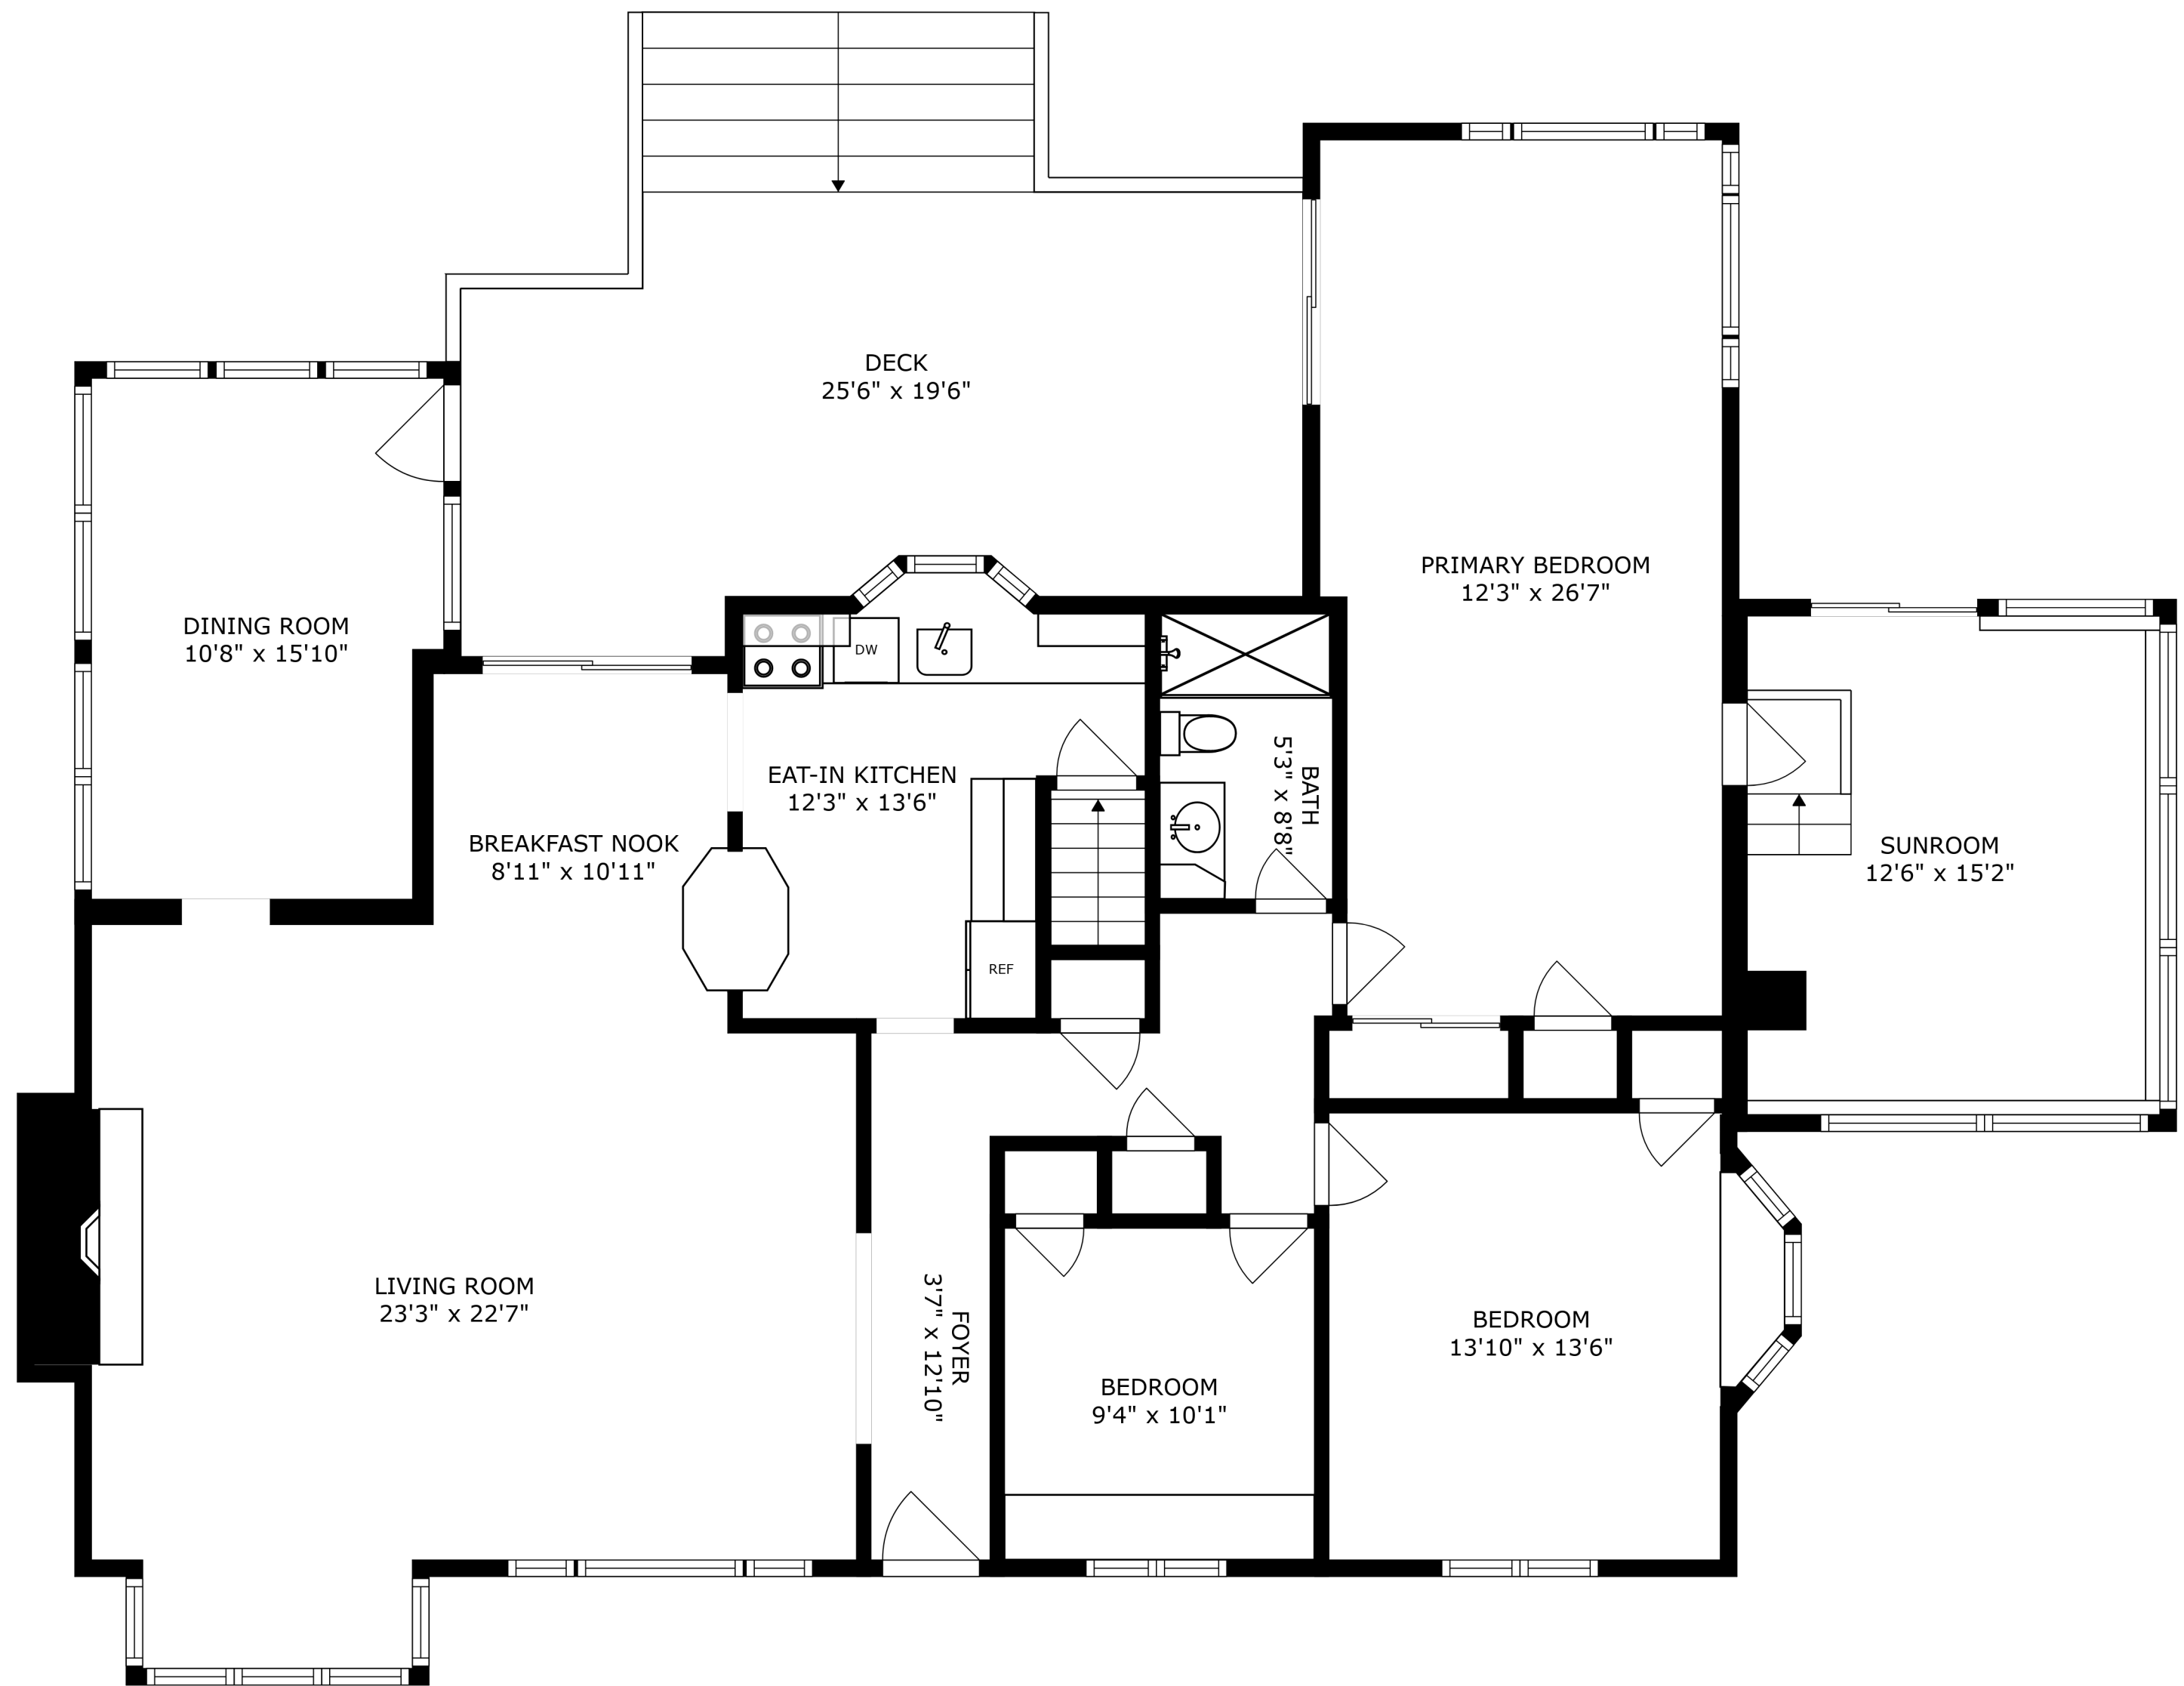 DECK
25'6" x 19'6"
PRIMARY BEDROOM
12'3" x 26'7"
DINING ROOM
10'8" x 15'10"
DW
EAT-IN KITCHEN
12'3" x 13'6"
BATH
5'3" x 8'8"
BREAKFAST NOOK
8'11" x 10'11"
SUNROOM
12'6" x 15'2"
REF
LIVING ROOM
23'3" x 22'7"
FOYER
3'7" x 12'10"
BEDROOM
13'10" x 13'6"
BEDROOM
9'4" x 10'1"